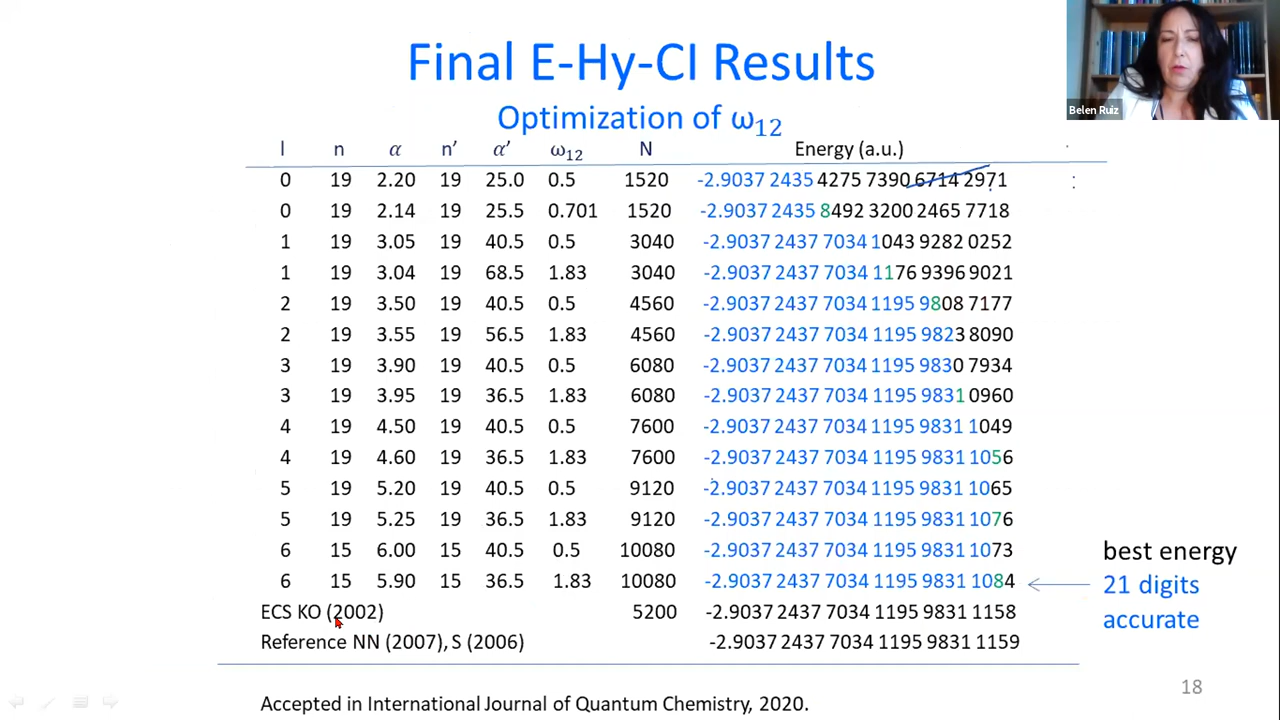 Final E-Hy-CI Results
Belen Ruiz
Optimization of ω12
l n α n’ α’ ω12 N Energy (a.u.)
0 19 2.20 19 25.0 0.5 1520 -2.9037 2435 4275 7390 6714 2971
0 19 2.14 19 25.5 0.701 1520 -2.9037 2435 8492 3200 2465 7718
1 19 3.05 19 40.5 0.5 3040 -2.9037 2437 7034 1043 9282 0252
1 19 3.04 19 68.5 1.83 3040 -2.9037 2437 7034 1176 9396 9021
2 19 3.50 19 40.5 0.5 4560 -2.9037 2437 7034 1195 9808 7177
2 19 3.55 19 56.5 1.83 4560 -2.9037 2437 7034 1195 9823 8090
3 19 3.90 19 40.5 0.5 6080 -2.9037 2437 7034 1195 9830 7934
3 19 3.95 19 36.5 1.83 6080 -2.9037 2437 7034 1195 9831 0960
4 19 4.50 19 40.5 0.5 7600 -2.9037 2437 7034 1195 9831 1049
4 19 4.60 19 36.5 1.83 7600 -2.9037 2437 7034 1195 9831 1056
5 19 5.20 19 40.5 0.5 9120 -2.9037 2437 7034 1195 9831 1065
5 19 5.25 19 36.5 1.83 9120 -2.9037 2437 7034 1195 9831 1076
6 15 6.00 15 40.5 0.5 10080 -2.9037 2437 7034 1195 9831 1073
6 15 5.90 15 36.5 1.83 10080 -2.9037 2437 7034 1195 9831 1084
best energy
21 digits
accurate
ECS KO (2002) 5200 -2.9037 2437 7034 1195 9831 1158
Reference NN (2007), S (2006) -2.9037 2437 7034 1195 9831 1159
Accepted in International Journal of Quantum Chemistry, 2020.
18